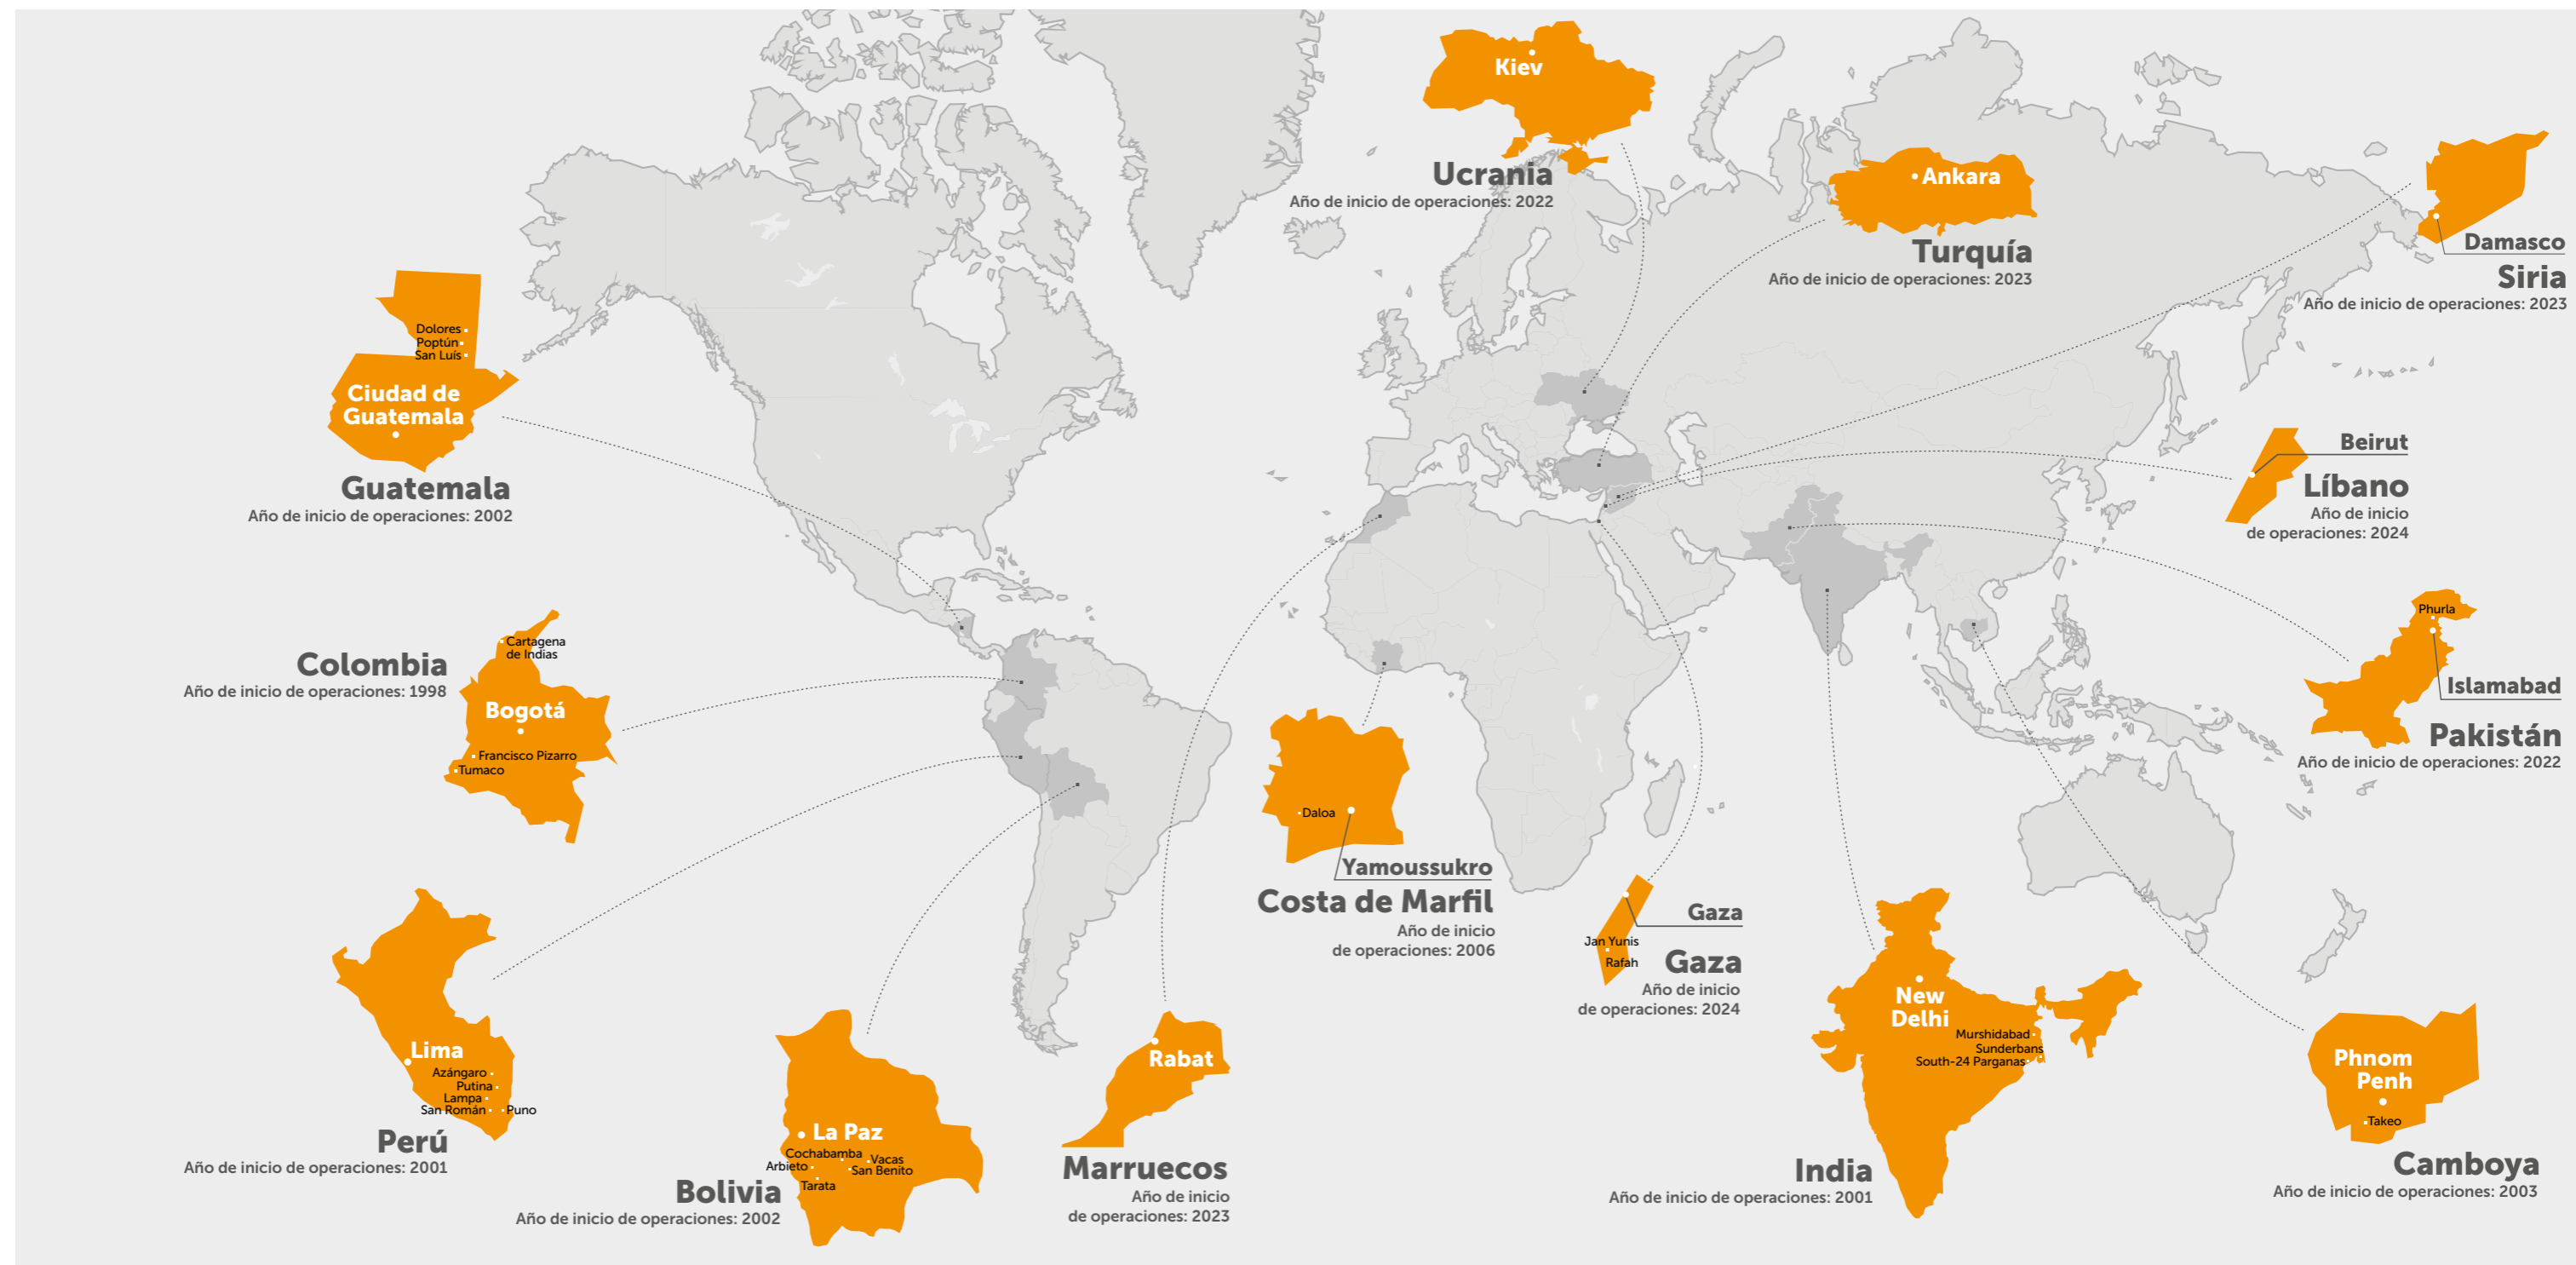 Kiev
Ucrania
Año de inicio de operaciones: 2022
Ankara
Turquía
Año de inicio de operaciones: 2023
Damasco
Siria
Año de inicio de operaciones: 2023
Dolores
Poptún
San Luís
Ciudad de
Guatemala
Guatemala
Año de inicio de operaciones: 2002
Beirut
Líbano
Año de inicio
de operaciones: 2024
Cartagena
de Indias
Colombia
Año de inicio de operaciones: 1998
Bogotá
Francisco Pizarro
Tumaco
Phurla
Islamabad
Pakistán
Año de inicio de operaciones: 2022
Daloa
Yamoussukro
Costa de Marfil
Año de inicio
de operaciones: 2006
Gaza
Jan Yunis
Rafah
Gaza
Año de inicio
de operaciones: 2024
Lima
Azángaro
Putina
Lampa
San Román
Puno
Perú
Año de inicio de operaciones: 2001
La Paz
Cochabamba
Vacas
Arbieto
San Benito
Tarata
Bolivia
Año de inicio de operaciones: 2002
Rabat
Marruecos
Año de inicio
de operaciones: 2023
New
Delhi
Murshidabad
Sunderbans
South-24 Parganas
India
Año de inicio de operaciones: 2001
Phnom
Penh
Takeo
Camboya
Año de inicio de operaciones: 2003